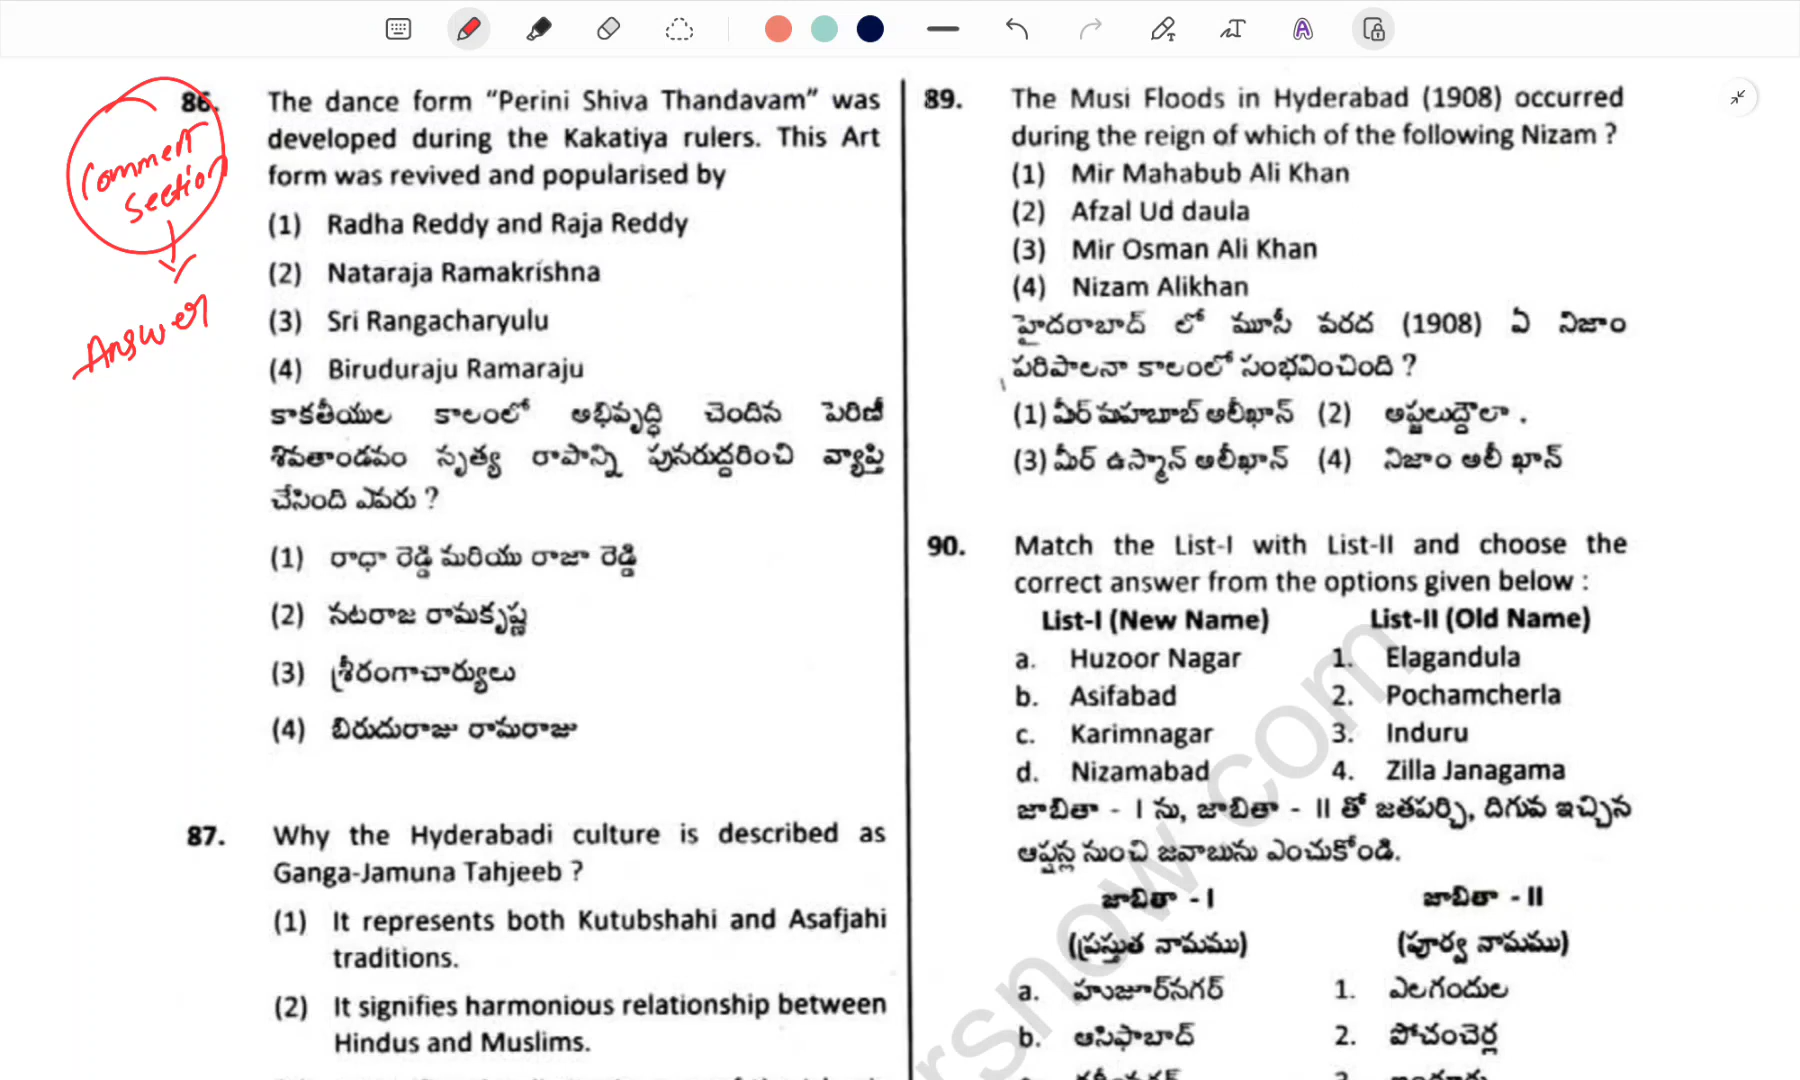 Comment
Section
Answer
86.
The dance form “Perini Shiva Thandavam” was
developed during the Kakatiya rulers. This Art
form was revived and popularised by
(1) Radha Reddy and Raja Reddy
(2) Nataraja Ramakrishna
(3) Sri Rangacharyulu
(4) Biruduraju Ramaraju
కాకతీయుల కాలంలో అభివృద్ధి చెందిన పెరిణీ
శివతాండవం నృత్య రూపాన్ని పునరుద్దరించి వ్యాప్తి
చేసింది ఎవరు ?
(1) రాధా రెడ్డి మరియు రాజా రెడ్డి
(2) నటరాజ రామకృష్ణ
(3) శ్రీరంగాచార్యులు
(4) బిరుదురాజు రామరాజు
87. Why the Hyderabadi culture is described as
Ganga-Jamuna Tahjeeb ?
(1) It represents both Kutubshahi and Asafjahi
traditions.
(2) It signifies harmonious relationship between
Hindus and Muslims.
89. The Musi Floods in Hyderabad (1908) occurred
during the reign of which of the following Nizam ?
(1) Mir Mahabub Ali Khan
(2) Afzal Ud daula
(3) Mir Osman Ali Khan
(4) Nizam Alikhan
హైదరాబాద్ లో మూసీ వరద (1908) ఏ నిజాం
పరిపాలనా కాలంలో సంభవించింది ?
(1) మీర్ మహబూబ్ అలీఖాన్ (2) అఫ్జలుద్దౌలా .
(3) మీర్ ఉస్మాన్ అలీఖాన్ (4) నిజాం అలీ ఖాన్
90. Match the List-I with List-II and choose the
correct answer from the options given below :
List-I (New Name) List-II (Old Name)
a. Huzoor Nagar 1. Elagandula
b. Asifabad 2. Pochamcherla
c. Karimnagar 3. Induru
d. Nizamabad 4. Zilla Janagama
జాబితా - I ను, జాబితా - II తో జతపర్చి, దిగువ ఇచ్చిన
ఆప్షన్ల నుంచి జవాబును ఎంచుకోండి.
జాబితా - I జాబితా - II
(ప్రస్తుత నామము) (పూర్వ నామము)
a. హుజూర్‌నగర్ 1. ఎలగందుల
b. ఆసిఫాబాద్ 2. పోచంచెర్ల
rsnow.com